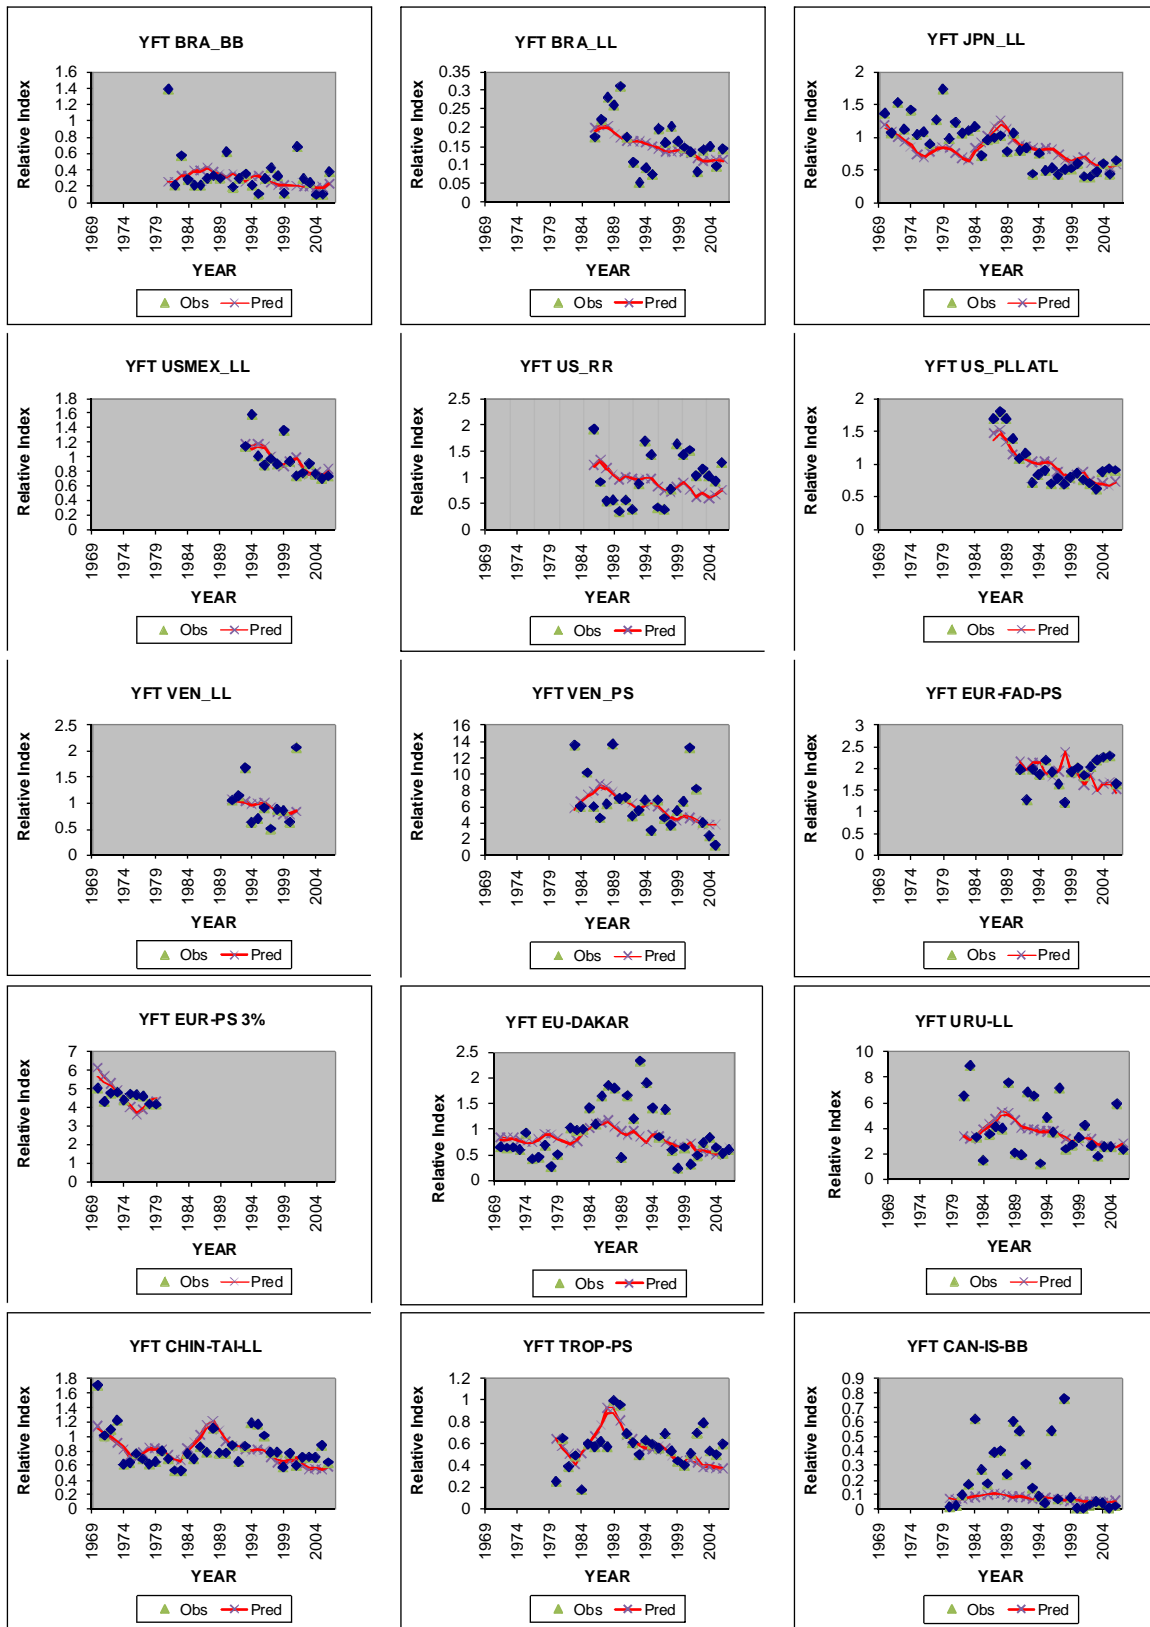 YFT BRA_BB
Relative Index
1.6
1.4
1.2
1
0.8
0.6
0.4
0.2
0
1969 1974 1979 1984 1989 1994 1999 2004
YEAR
Obs Pred
YFT BRA_LL
Relative Index
0.35
0.3
0.25
0.2
0.15
0.1
0.05
0
1969 1974 1979 1984 1989 1994 1999 2004
YEAR
Obs Pred
YFT JPN_LL
Relative Index
2
1.5
1
0.5
0
1969 1974 1979 1984 1989 1994 1999 2004
YEAR
Obs Pred
YFT USMEX_LL
Relative Index
1.8
1.6
1.4
1.2
1
0.8
0.6
0.4
0.2
0
1969 1974 1979 1984 1989 1994 1999 2004
YEAR
Obs Pred
YFT US_RR
Relative Index
2.5
2
1.5
1
0.5
0
1969 1974 1979 1984 1989 1994 1999 2004
YEAR
Obs Pred
YFT US_PLLATL
Relative Index
2
1.5
1
0.5
0
1969 1974 1979 1984 1989 1994 1999 2004
YEAR
Obs Pred
YFT VEN_LL
Relative Index
2.5
2
1.5
1
0.5
0
1969 1974 1979 1984 1989 1994 1999 2004
YEAR
Obs Pred
YFT VEN_PS
Relative Index
16
14
12
10
8
6
4
2
0
1969 1974 1979 1984 1989 1994 1999 2004
YEAR
Obs Pred
YFT EUR-FAD-PS
Relative Index
3
2.5
2
1.5
1
0.5
0
1969 1974 1979 1984 1989 1994 1999 2004
YEAR
Obs Pred
YFT EUR-PS 3%
Relative Index
7
6
5
4
3
2
1
0
1969 1974 1979 1984 1989 1994 1999 2004
YEAR
Obs Pred
YFT EU-DAKAR
Relative Index
2.5
2
1.5
1
0.5
0
1969 1974 1979 1984 1989 1994 1999 2004
YEAR
Obs Pred
YFT URU-LL
Relative Index
10
8
6
4
2
0
1969 1974 1979 1984 1989 1994 1999 2004
YEAR
Obs Pred
YFT CHIN-TAI-LL
Relative Index
1.8
1.6
1.4
1.2
1
0.8
0.6
0.4
0.2
0
1969 1974 1979 1984 1989 1994 1999 2004
YEAR
Obs Pred
YFT TROP-PS
Relative Index
1.2
1
0.8
0.6
0.4
0.2
0
1969 1974 1979 1984 1989 1994 1999 2004
YEAR
Obs Pred
YFT CAN-IS-BB
Relative Index
0.9
0.8
0.7
0.6
0.5
0.4
0.3
0.2
0.1
0
1969 1974 1979 1984 1989 1994 1999 2004
YEAR
Obs Pred